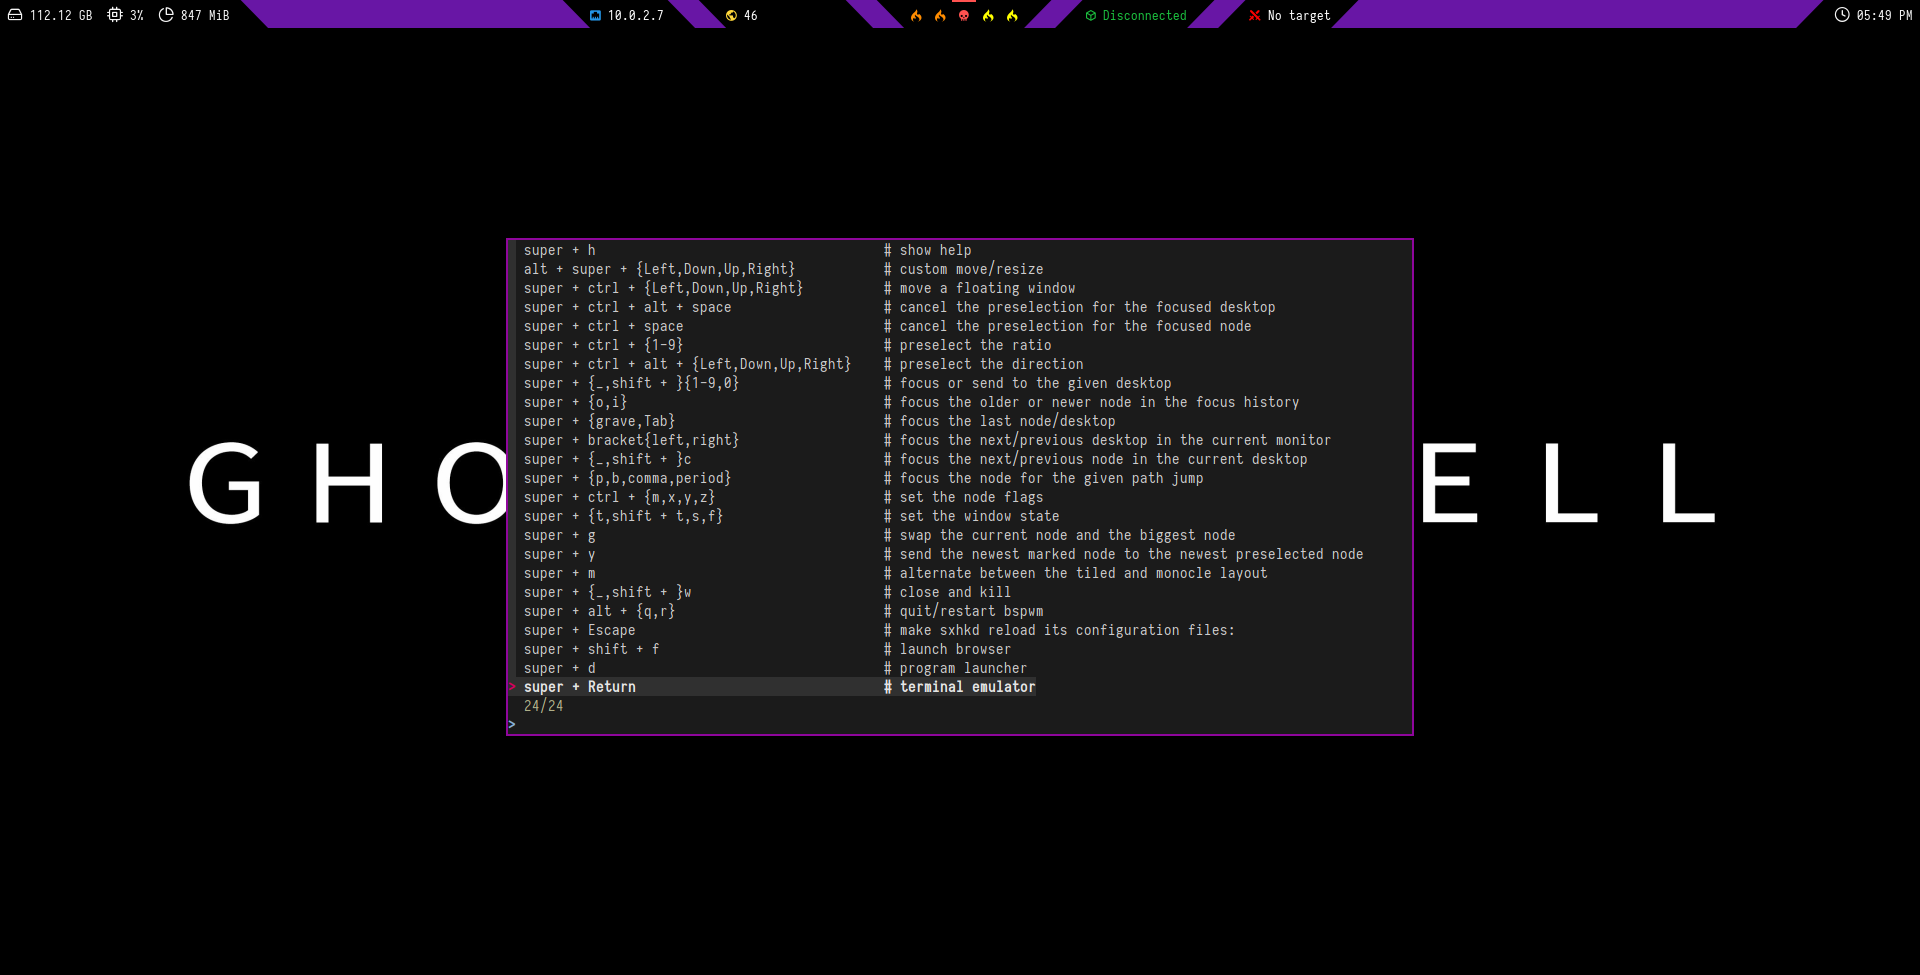 112.12 GB 3% 847 MiB 10.0.2.7 46 Disconnected No target 05:49 PM
super + h # show help
alt + super + {Left,Down,Up,Right} # custom move/resize
super + ctrl + {Left,Down,Up,Right} # move a floating window
super + ctrl + alt + space # cancel the preselection for the focused desktop
super + ctrl + space # cancel the preselection for the focused node
super + ctrl + {1-9} # preselect the ratio
super + ctrl + alt + {Left,Down,Up,Right} # preselect the direction
super + {_,shift + }{1-9,0} # focus or send to the given desktop
super + {o,i} # focus the older or newer node in the focus history
super + {grave,Tab} # focus the last node/desktop
super + bracket{left,right} # focus the next/previous desktop in the current monitor
super + {_,shift + }c # focus the next/previous node in the current desktop
super + {p,b,comma,period} # focus the node for the given path jump
super + ctrl + {m,x,y,z} # set the node flags
super + {t,shift + t,s,f} # set the window state
super + g # swap the current node and the biggest node
super + y # send the newest marked node to the newest preselected node
super + m # alternate between the tiled and monocle layout
super + {_,shift + }w # close and kill
super + alt + {q,r} # quit/restart bspwm
super + Escape # make sxhkd reload its configuration files:
super + shift + f # launch browser
super + d # program launcher
> super + Return # terminal emulator
24/24
>
G H O E L L